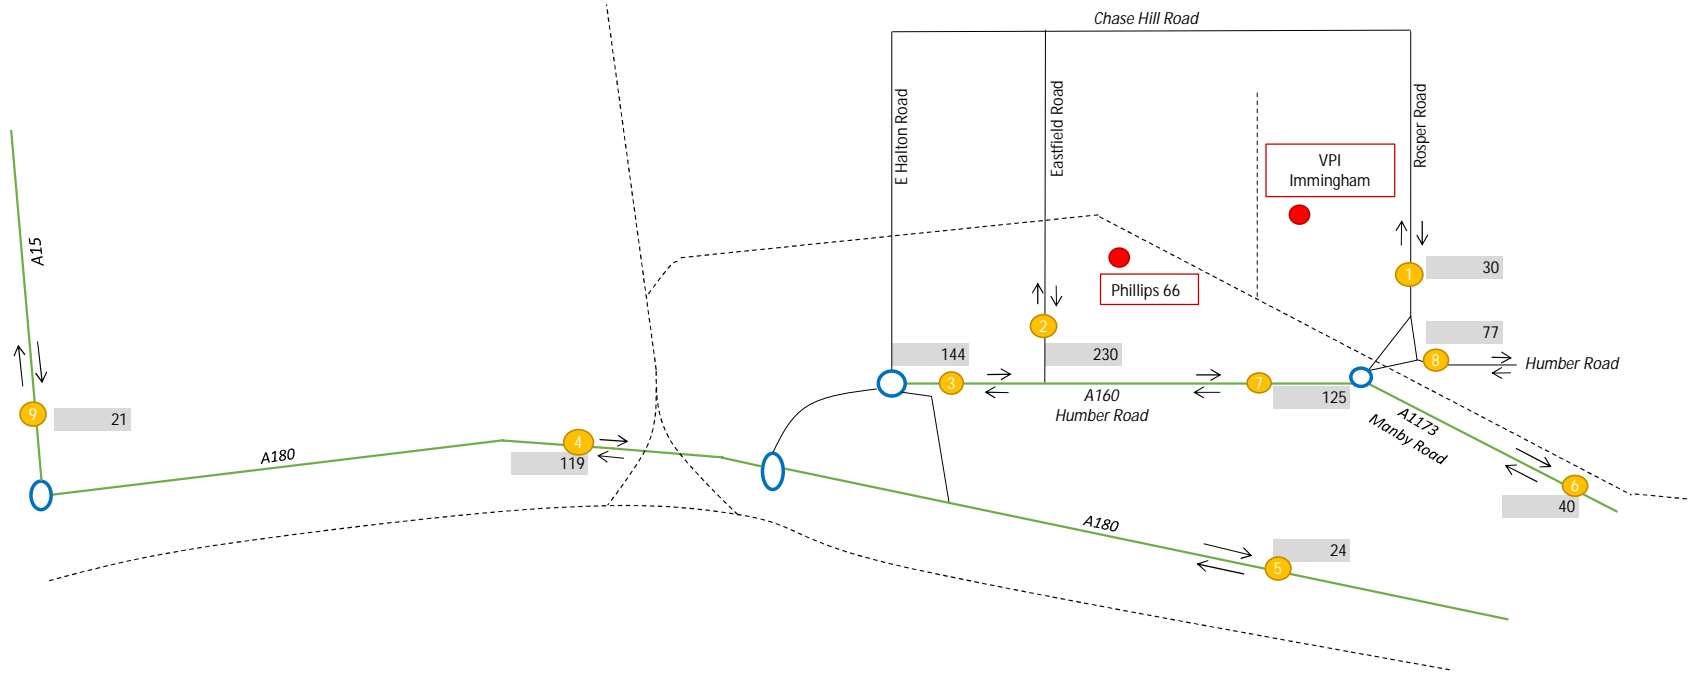 Chase Hill Road
E Halton Road
Eastfield Road
Rosper Road
VPI
Immingham
A15
Phillips 66
1
30
2
77
8
Humber Road
144
230
3
7
A160
Humber Road
125
9
21
A1173
Manby Road
4
A180
119
6
40
A180
24
5